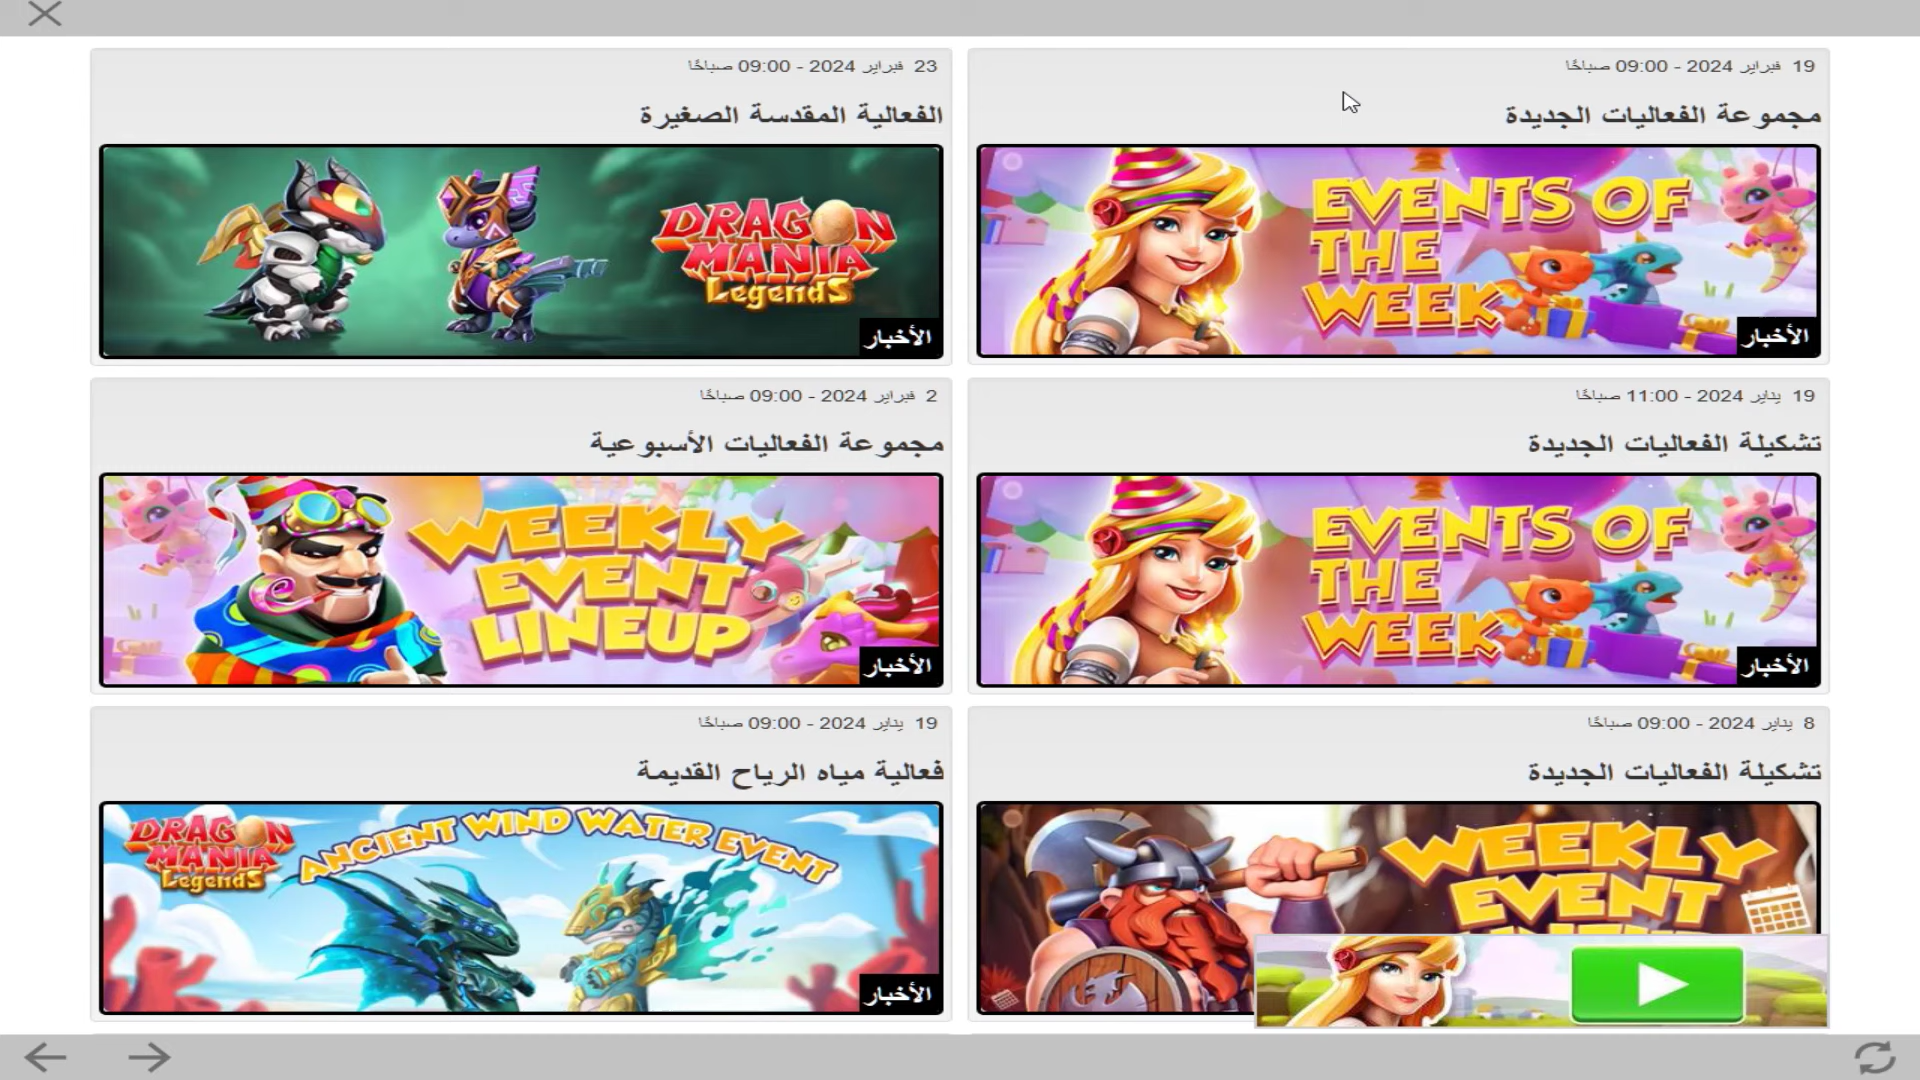 19 فبراير 2024 - 09:00 صباحًا
مجموعة الفعاليات الجديدة
EVENTS OF
THE
WEEK
الأخبار
23 فبراير 2024 - 09:00 صباحًا
الفعالية المقدسة الصغيرة
DRAGON
MANIA
Legends
الأخبار
19 يناير 2024 - 11:00 صباحًا
تشكيلة الفعاليات الجديدة
EVENTS OF
THE
WEEK
الأخبار
2 فبراير 2024 - 09:00 صباحًا
مجموعة الفعاليات الأسبوعية
WEEKLY
EVENT
LINEUP
الأخبار
8 يناير 2024 - 09:00 صباحًا
تشكيلة الفعاليات الجديدة
WEEKLY
EVENT
19 يناير 2024 - 09:00 صباحًا
فعالية مياه الرياح القديمة
DRAGON
MANIA
Legends
ANCIENT WIND WATER EVENT
الأخبار